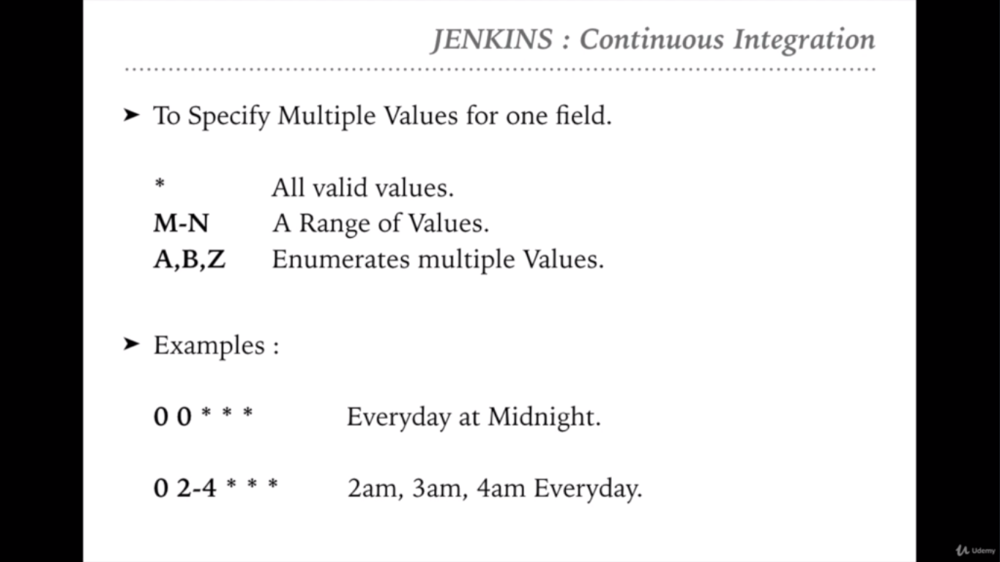 JENKINS : Continuous Integration
➤ To Specify Multiple Values for one field.
* All valid values.
M-N A Range of Values.
A,B,Z Enumerates multiple Values.
➤ Examples :
0 0 * * * Everyday at Midnight.
0 2-4 * * * 2am, 3am, 4am Everyday.
Udemy